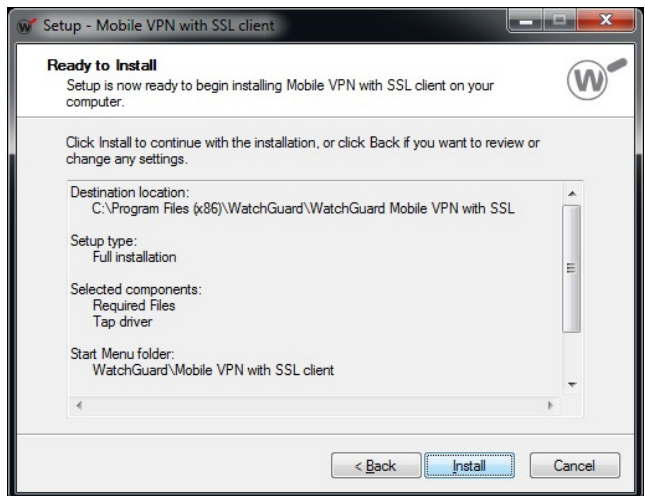 Setup - Mobile VPN with SSL client
Ready to Install
Setup is now ready to begin installing Mobile VPN with SSL client on your
computer.
W
Click Install to continue with the installation, or click Back if you want to review or
change any settings.
Destination location:
C:\Program Files (x86)\WatchGuard\WatchGuard Mobile VPN with SSL
Setup type:
Full installation
Selected components:
Required Files
Tap driver
Start Menu folder:
WatchGuard\Mobile VPN with SSL client
< Back Install Cancel